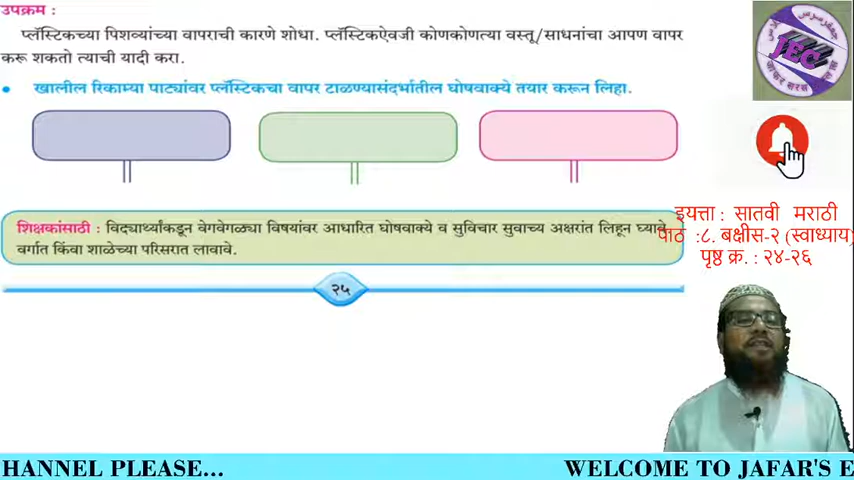 उपक्रम :
प्लॅस्टिकच्या पिशव्यांच्या वापराची कारणे शोधा. प्लॅस्टिकऐवजी कोणकोणत्या वस्तू/साधनांचा आपण वापर
करू शकतो त्याची यादी करा.
• खालील रिकाम्या पाट्यांवर प्लॅस्टिकचा वापर टाळण्यासंदर्भातील घोषवाक्ये तयार करून लिहा.
शिक्षकांसाठी : विद्यार्थ्यांकडून वेगवेगळ्या विषयांवर आधारित घोषवाक्ये व सुविचार सुवाच्य अक्षरांत लिहून घ्यावे.
वर्गात किंवा शाळेच्या परिसरात लावावे.
२५
JEC
इयत्ता : सातवी मराठी
पाठ :८. बक्षीस-२ (स्वाध्याय)
पृष्ठ क्र. : २४-२६
HANNEL PLEASE... WELCOME TO JAFAR'S E